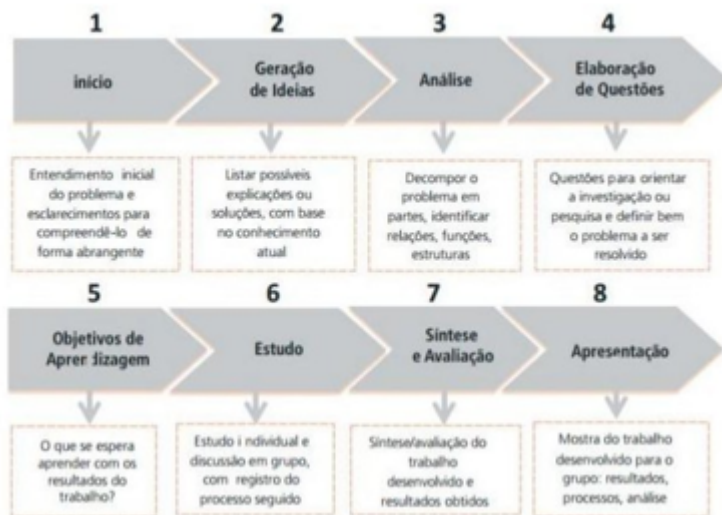 1
2
3
4
início
Geração
de Ideias
Análise
Elaboração
de Questões
Entendimento inicial
do problema e
esclarecimentos para
compreendê-lo de
forma abrangente
Listar possíveis
explicações ou
soluções, com base
no conhecimento
atual
Decompor o
problema em
partes, identificar
relações, funções,
estruturas
Questões para orientar
a investigação ou
pesquisa e definir bem
o problema a ser
resolvido
5
6
7
8
Objetivos de
Aprer lizagem
Estudo
Síntese
e Avaliação
Apresentação
O que se espera
aprender com os
resultados do
trabalho?
Estudo i ndividual e
discussão em grupo,
com registro do
processo seguido
Síntese/avaliação do
trabalho
desenvolvido e
resultados obtidos
Mostra do trabalho
desenvolvido para o
grupo: resultados,
processos, análise